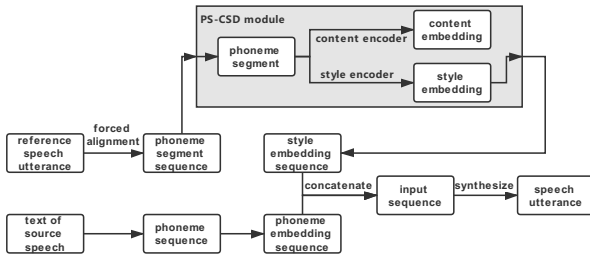 PS-CSD module
phoneme
segment
content encoder
content
embedding
style encoder
style
embedding
forced
alignment
reference
speech
utterance
phoneme
segment
sequence
style
embedding
sequence
concatenate
input
sequence
synthesize
speech
utterance
text of
source
speech
phoneme
sequence
phoneme
embedding
sequence